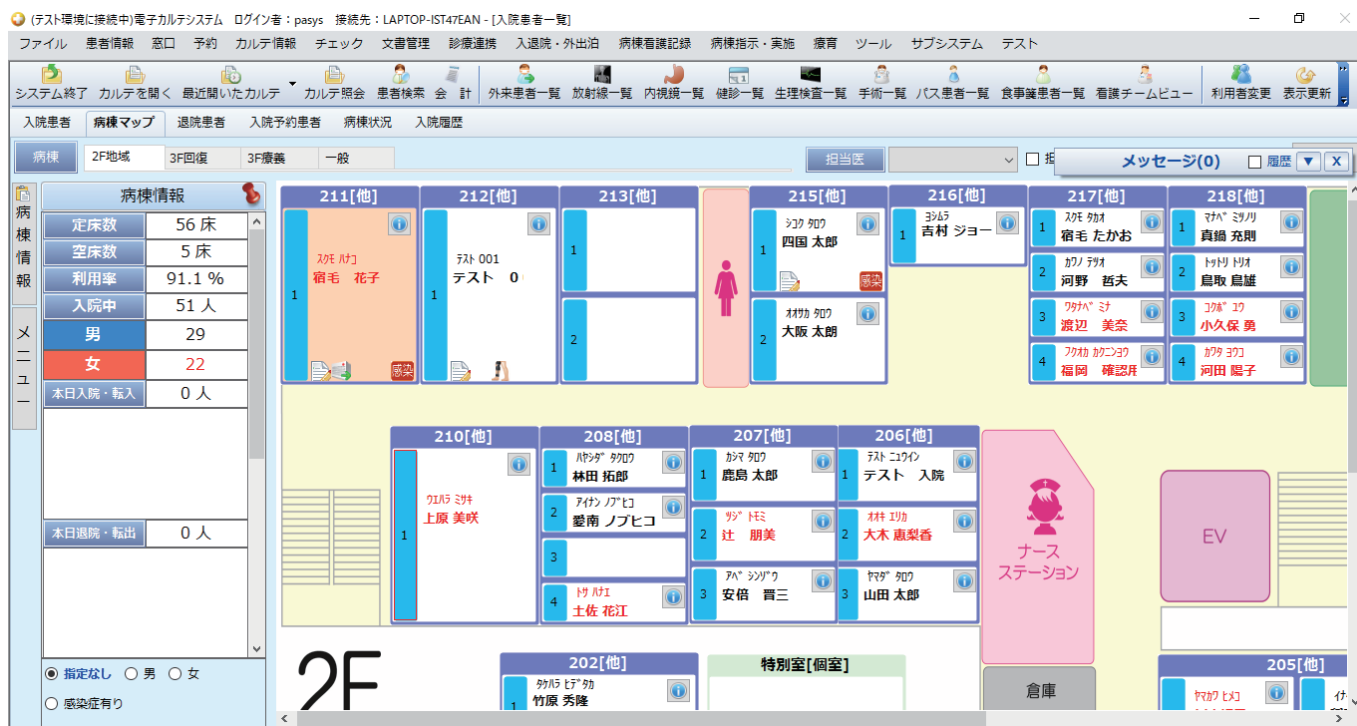 (テスト環境に接続中)電子カルテシステム ログイン者：pasys 接続先：LAPTOP-IST47EAN - [入院患者一覧]
ファイル 患者情報 窓口 予約 カルテ情報 チェック 文書管理 診療連携 入退院・外出泊 病棟看護記録 病棟指示・実施 療育 ツール サブシステム テスト
システム終了 カルテを開く 最近開いたカルテ カルテ照会 患者検索 会 計 外来患者一覧 放射線一覧 内視鏡一覧 健診一覧 生理検査一覧 手術一覧 パス患者一覧 食事箋患者一覧 看護チームビュー 利用者変更 表示更新
入院患者 病棟マップ 退院患者 入院予約患者 病棟状況 入院履歴
病棟 2F地域 3F回復 3F療養 一般 担当医 メッセージ(0) 履歴 X
病棟情報
メニュー
病棟情報
定床数 56 床
空床数 5 床
利用率 91.1 %
入院中 51 人
男 29
女 22
本日入院・転入 0 人
本日退院・転出 0 人
指定なし 男 女
感染症有り
211[他] 212[他] 213[他] 215[他] 216[他] 217[他] 218[他]
1
ｽｸﾓ ﾊﾅｺ
宿毛 花子
感染
1
ﾃｽﾄ 001
テスト 0
1
2
1
ｼｺｸ ﾀﾛｳ
四国 太郎
感染
2
ｵｵｻｶ ﾀﾛｳ
大阪 太朗
1
ﾖｼﾑﾗ
吉村 ジョー
1
ｽｸﾓ ﾀｶｵ
宿毛 たかお
2
ｶﾜﾉ ﾃﾂｵ
河野 哲夫
3
ﾜﾀﾅﾍﾞ ﾐﾅ
渡辺 美奈
4
ﾌｸｵｶ ｶｸﾆﾝﾖｳ
福岡 確認用
1
ﾏﾅﾍﾞ ﾐﾂﾉﾘ
真鍋 充則
2
ﾄｯﾄﾘ ﾄﾘｵ
鳥取 鳥雄
3
ｺｸﾎﾞ ﾕｳ
小久保 勇
4
ｶﾜﾀ ﾖｳｺ
河田 陽子
210[他] 208[他] 207[他] 206[他]
1
ｳｴﾊﾗ ﾐｻｷ
上原 美咲
1
ﾊﾔｼﾀﾞ ﾀｸﾛｳ
林田 拓郎
2
ｱｲﾅﾝ ﾉﾌﾞﾋｺ
愛南 ノブヒコ
3
4
ﾄｻ ﾊﾅｴ
土佐 花江
1
ｶｼﾏ ﾀﾛｳ
鹿島 太郎
2
ﾂｼﾞ ﾄﾓﾐ
辻 朋美
3
ｱﾍﾞ ｼﾝｿﾞｳ
安倍 晋三
1
ﾃｽﾄ ﾆｭｳｲﾝ
テスト 入院
2
ｵｵｷ ｴﾘｶ
大木 恵梨香
3
ﾔﾏﾀﾞ ﾀﾛｳ
山田 太郎
ナース
ステーション
EV
2F
202[他]
1
ﾀｹﾊﾗ ﾋﾃﾞﾀｶ
竹原 秀隆
特別室[個室]
倉庫
205[他]
1
ﾔﾏｶﾜ ﾋﾒｺ